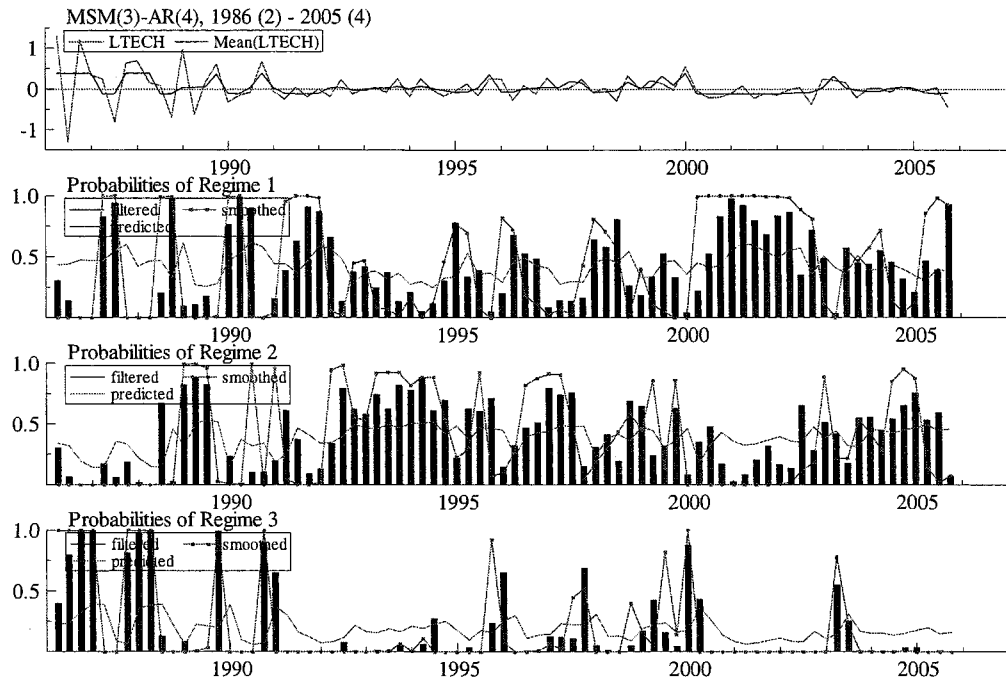 MSM(3)-AR(4), 1986 (2) - 2005 (4)
LTECH Mean(LTECH)
1
0
-1
1990 1995 2000 2005
Probabilities of Regime 1
1.0
filtered smoothed
predicted
0.5
1990 1995 2000 2005
Probabilities of Regime 2
1.0
filtered smoothed
predicted
0.5
1990 1995 2000 2005
Probabilities of Regime 3
1.0
filtered smoothed
predicted
0.5
1990 1995 2000 2005